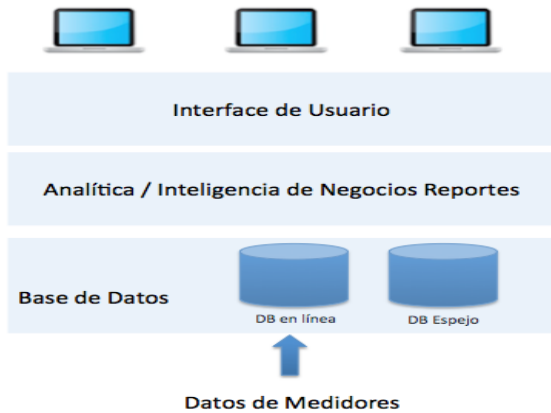 Interface de Usuario
Analítica / Inteligencia de Negocios Reportes
Base de Datos
DB en línea
DB Espejo
Datos de Medidores